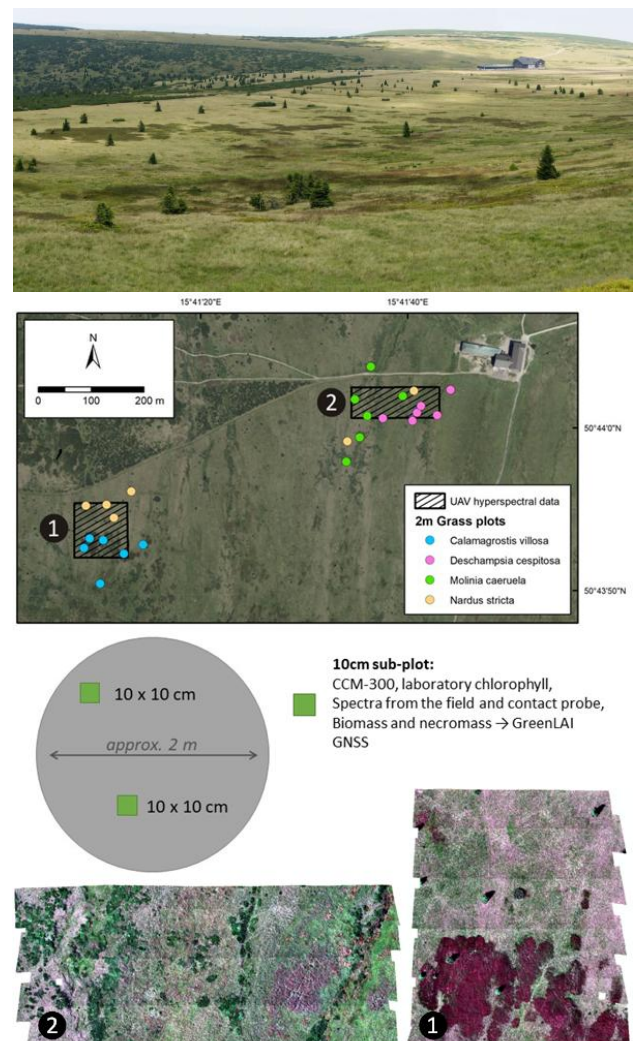 15°41'20"E
15°41'40"E
N
0 100 200 m
2
50°44'0"N
1
UAV hyperspectral data
2m Grass plots
Calamagrostis villosa
Deschampsia cespitosa
Molinia caeruela
Nardus stricta
50°43'50"N
10 x 10 cm
approx. 2 m
10 x 10 cm
10cm sub-plot:
CCM-300, laboratory chlorophyll,
Spectra from the field and contact probe,
Biomass and necromass → GreenLAI
GNSS
2
1